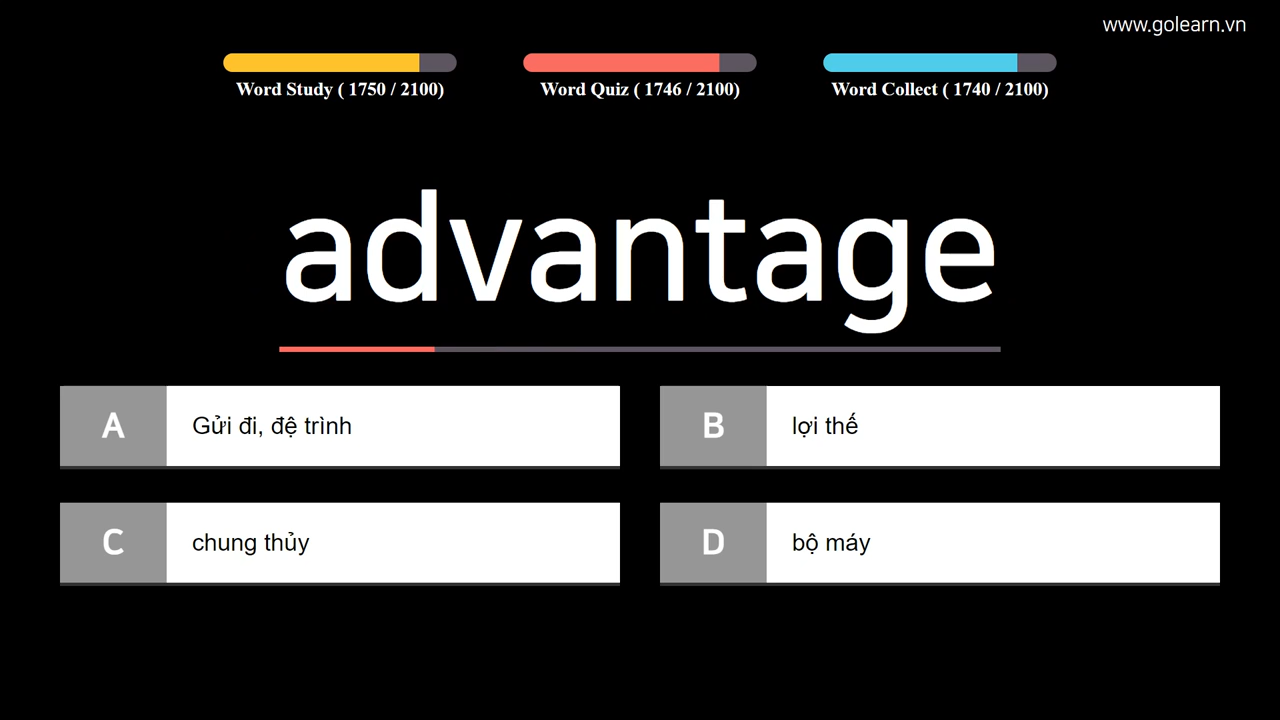 www.golearn.vn
Word Study ( 1750 / 2100)
Word Quiz ( 1746 / 2100)
Word Collect ( 1740 / 2100)
advantage
A
Gửi đi, đệ trình
B
lợi thế
C
chung thủy
D
bộ máy